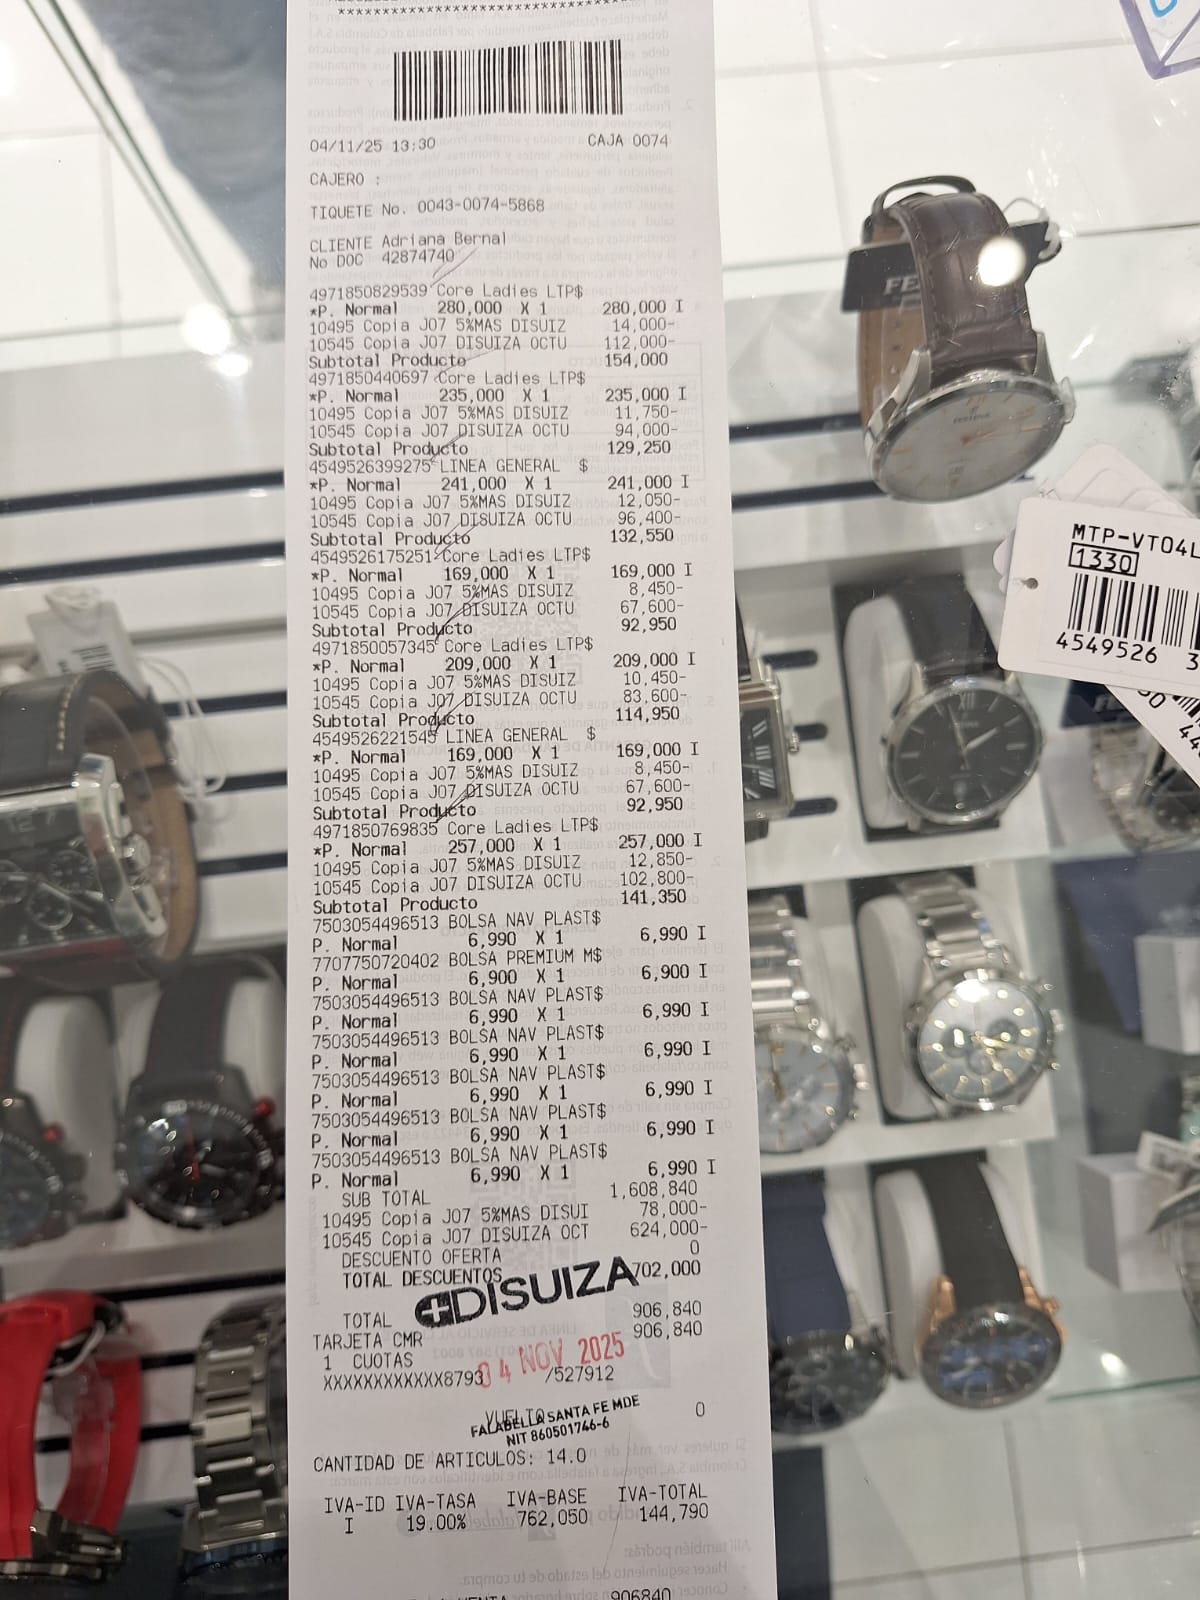 04/11/25 13:30 CAJA 0074
CAJERO :
TIQUETE No. 0043-0074-5868
CLIENTE Adriana Bernal
No DOC 42874740
4971850829539 Core Ladies LTP$
*P. Normal 280,000 X 1 280,000 I
10495 Copia J07 5%MAS DISUIZ 14,000-
10545 Copia J07 DISUIZA OCTU 112,000-
Subtotal Producto 154,000
4971850440697 Core Ladies LTP$
*P. Normal 235,000 X 1 235,000 I
10495 Copia J07 5%MAS DISUIZ 11,750-
10545 Copia J07 DISUIZA OCTU 94,000-
Subtotal Producto 129,250
4549526399275 LINEA GENERAL $
*P. Normal 241,000 X 1 241,000 I
10495 Copia J07 5%MAS DISUIZ 12,050-
10545 Copia J07 DISUIZA OCTU 96,400-
Subtotal Producto 132,550
4549526175251 Core Ladies LTP$
*P. Normal 169,000 X 1 169,000 I
10495 Copia J07 5%MAS DISUIZ 8,450-
10545 Copia J07 DISUIZA OCTU 67,600-
Subtotal Producto 92,950
4971850057345 Core Ladies LTP$
*P. Normal 209,000 X 1 209,000 I
10495 Copia J07 5%MAS DISUIZ 10,450-
10545 Copia J07 DISUIZA OCTU 83,600-
Subtotal Producto 114,950
4549526221545 LINEA GENERAL $
*P. Normal 169,000 X 1 169,000 I
10495 Copia J07 5%MAS DISUIZ 8,450-
10545 Copia J07 DISUIZA OCTU 67,600-
Subtotal Producto 92,950
4971850769835 Core Ladies LTP$
*P. Normal 257,000 X 1 257,000 I
10495 Copia J07 5%MAS DISUIZ 12,850-
10545 Copia J07 DISUIZA OCTU 102,800-
Subtotal Producto 141,350
7503054496513 BOLSA NAV PLAST$
P. Normal 6,990 X 1 6,990 I
7707750720402 BOLSA PREMIUM M$
P. Normal 6,900 X 1 6,900 I
7503054496513 BOLSA NAV PLAST$
P. Normal 6,990 X 1 6,990 I
7503054496513 BOLSA NAV PLAST$
P. Normal 6,990 X 1 6,990 I
7503054496513 BOLSA NAV PLAST$
P. Normal 6,990 X 1 6,990 I
7503054496513 BOLSA NAV PLAST$
P. Normal 6,990 X 1 6,990 I
7503054496513 BOLSA NAV PLAST$
P. Normal 6,990 X 1 6,990 I
SUB TOTAL 1,608,840
10495 Copia J07 5%MAS DISUI 78,000-
10545 Copia J07 DISUIZA OCT 624,000-
DESCUENTO OFERTA 0
TOTAL DESCUENTOS 702,000
DISUIZA
TOTAL 906,840
TARJETA CMR 906,840
1 CUOTAS
04 NOV 2025
XXXXXXXXXXXX8793 /527912
VUELTO 0
FALABELLA SANTA FE MDE
NIT 860501746-6
CANTIDAD DE ARTICULOS: 14.0
IVA-ID IVA-TASA IVA-BASE IVA-TOTAL
I 19.00% 762,050 144,790
906840
MTP-VT04L
1330
4549526 3